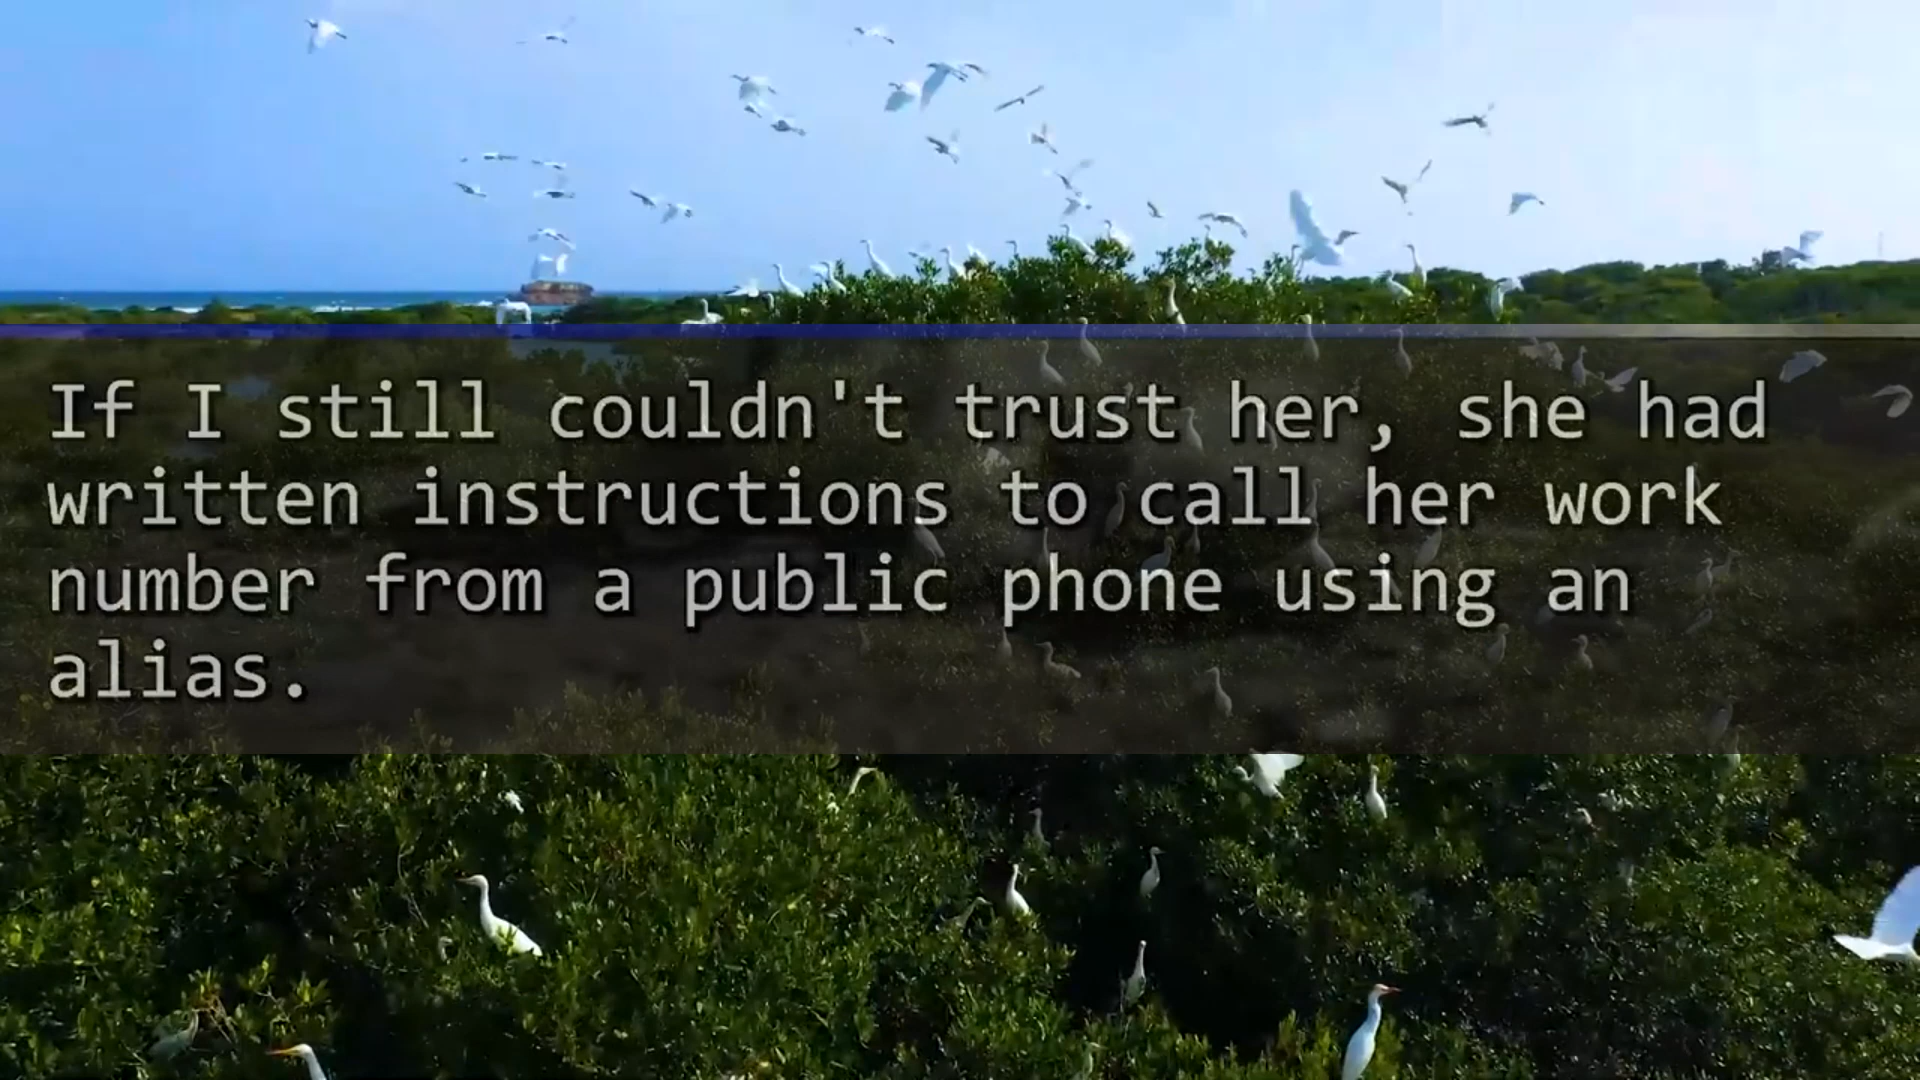 If I still couldn't trust her, she had
written instructions to call her work
number from a public phone using an
alias.